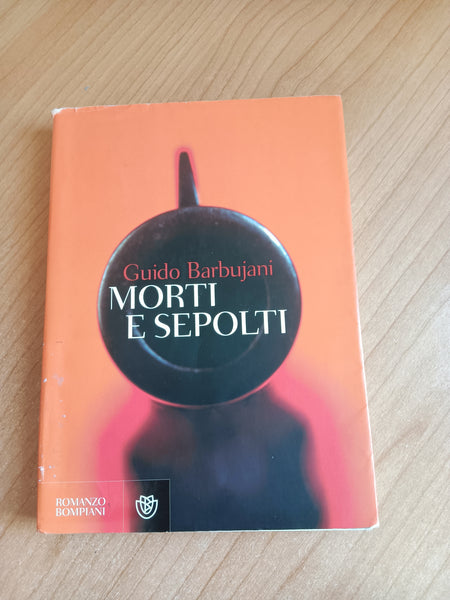 Guido Barbujani
MORTI
E SEPOLTI
ROMANZO
BOMPIANI